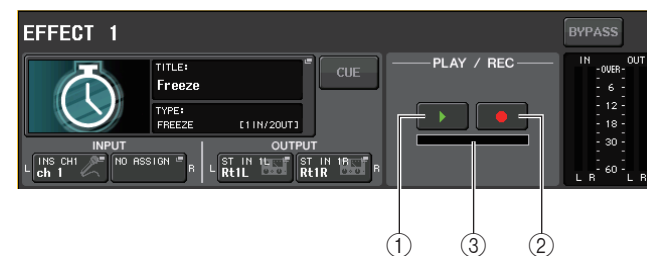 EFFECT 1
BYPASS
TITLE:
Freeze
CUE
TYPE:
FREEZE [1IN/2OUT]
PLAY / REC
IN OUT
-OVER-
- 6 -
- 12 -
- 18 -
- 30 -
- 60 -
L R L R
INPUT
L INS CH1 ch 1 NO ASSIGN R
OUTPUT
L ST IN 1L Rt1L ST IN 1R Rt1R R
① ③ ②